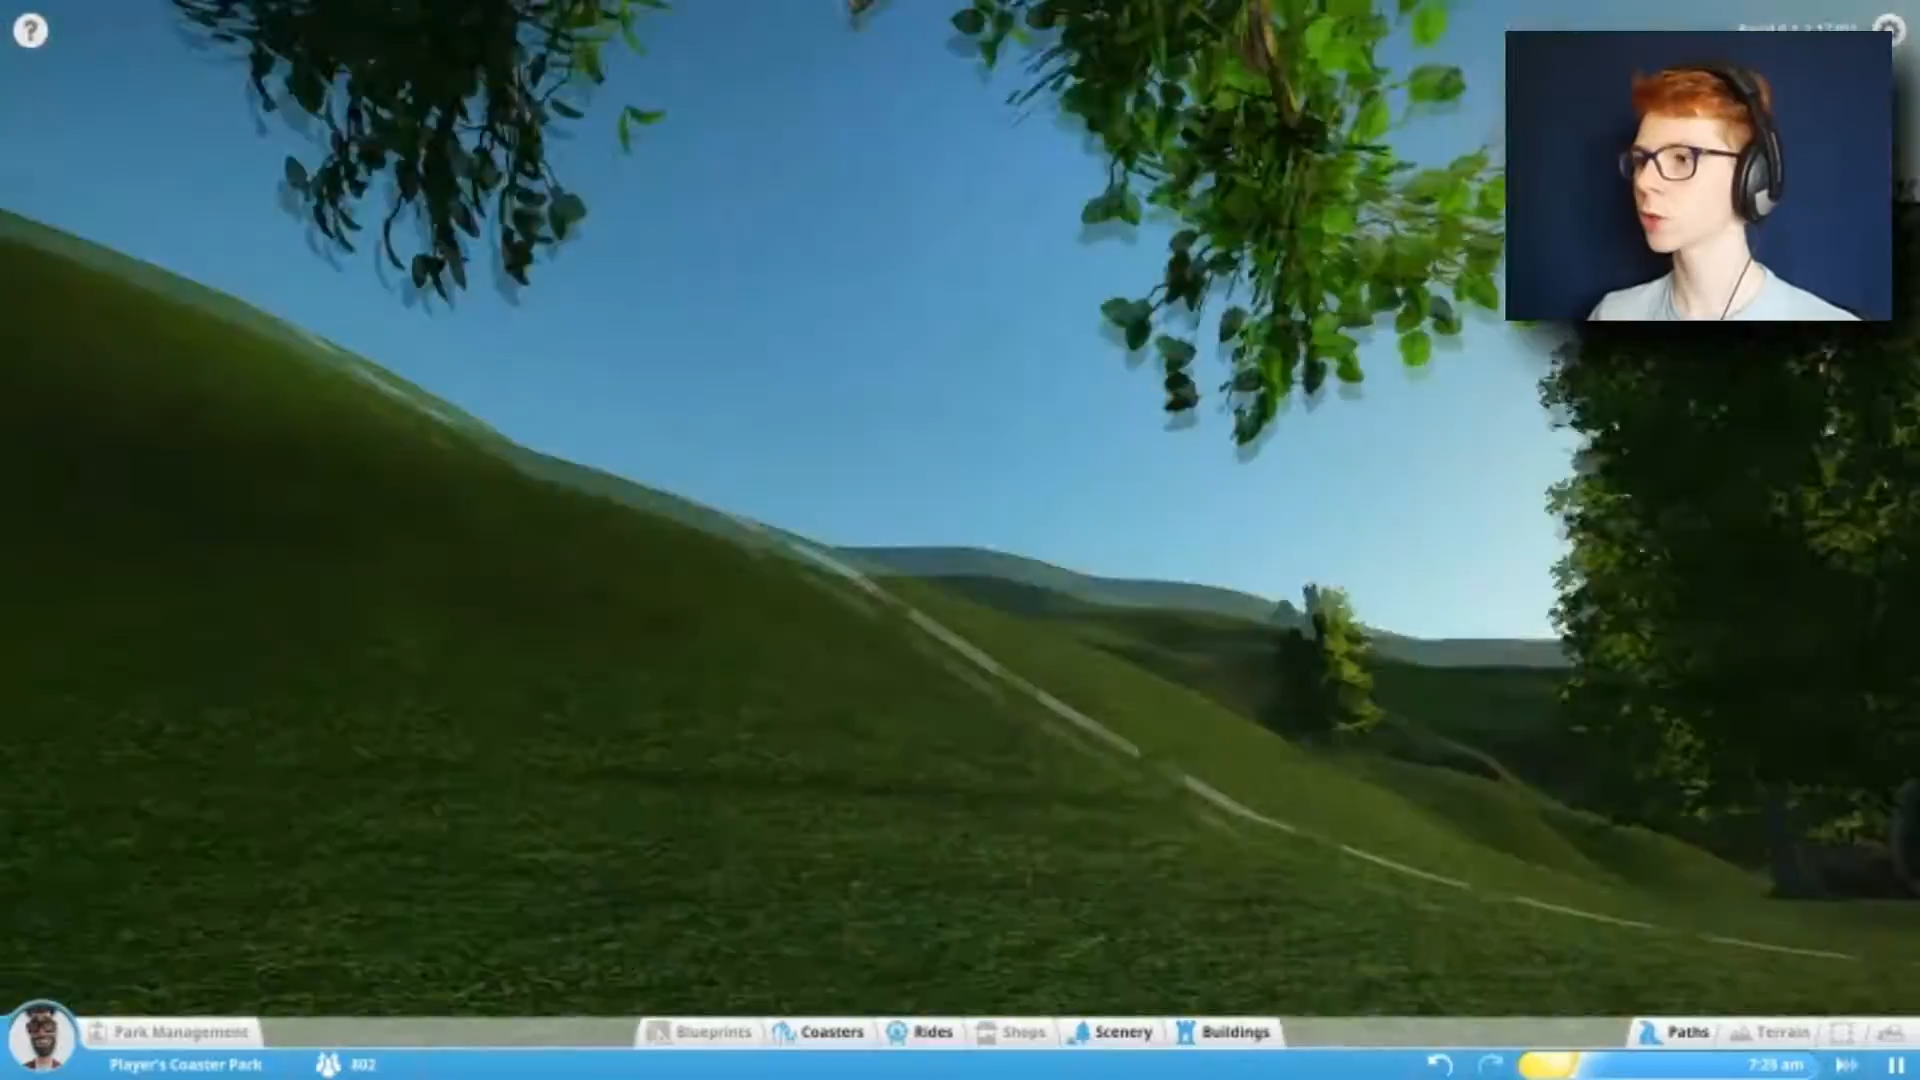 ?
Park Management
Blueprints
Coasters
Rides
Shops
Scenery
Buildings
Paths
Terrain
Player's Coaster Park
802
7:28 am